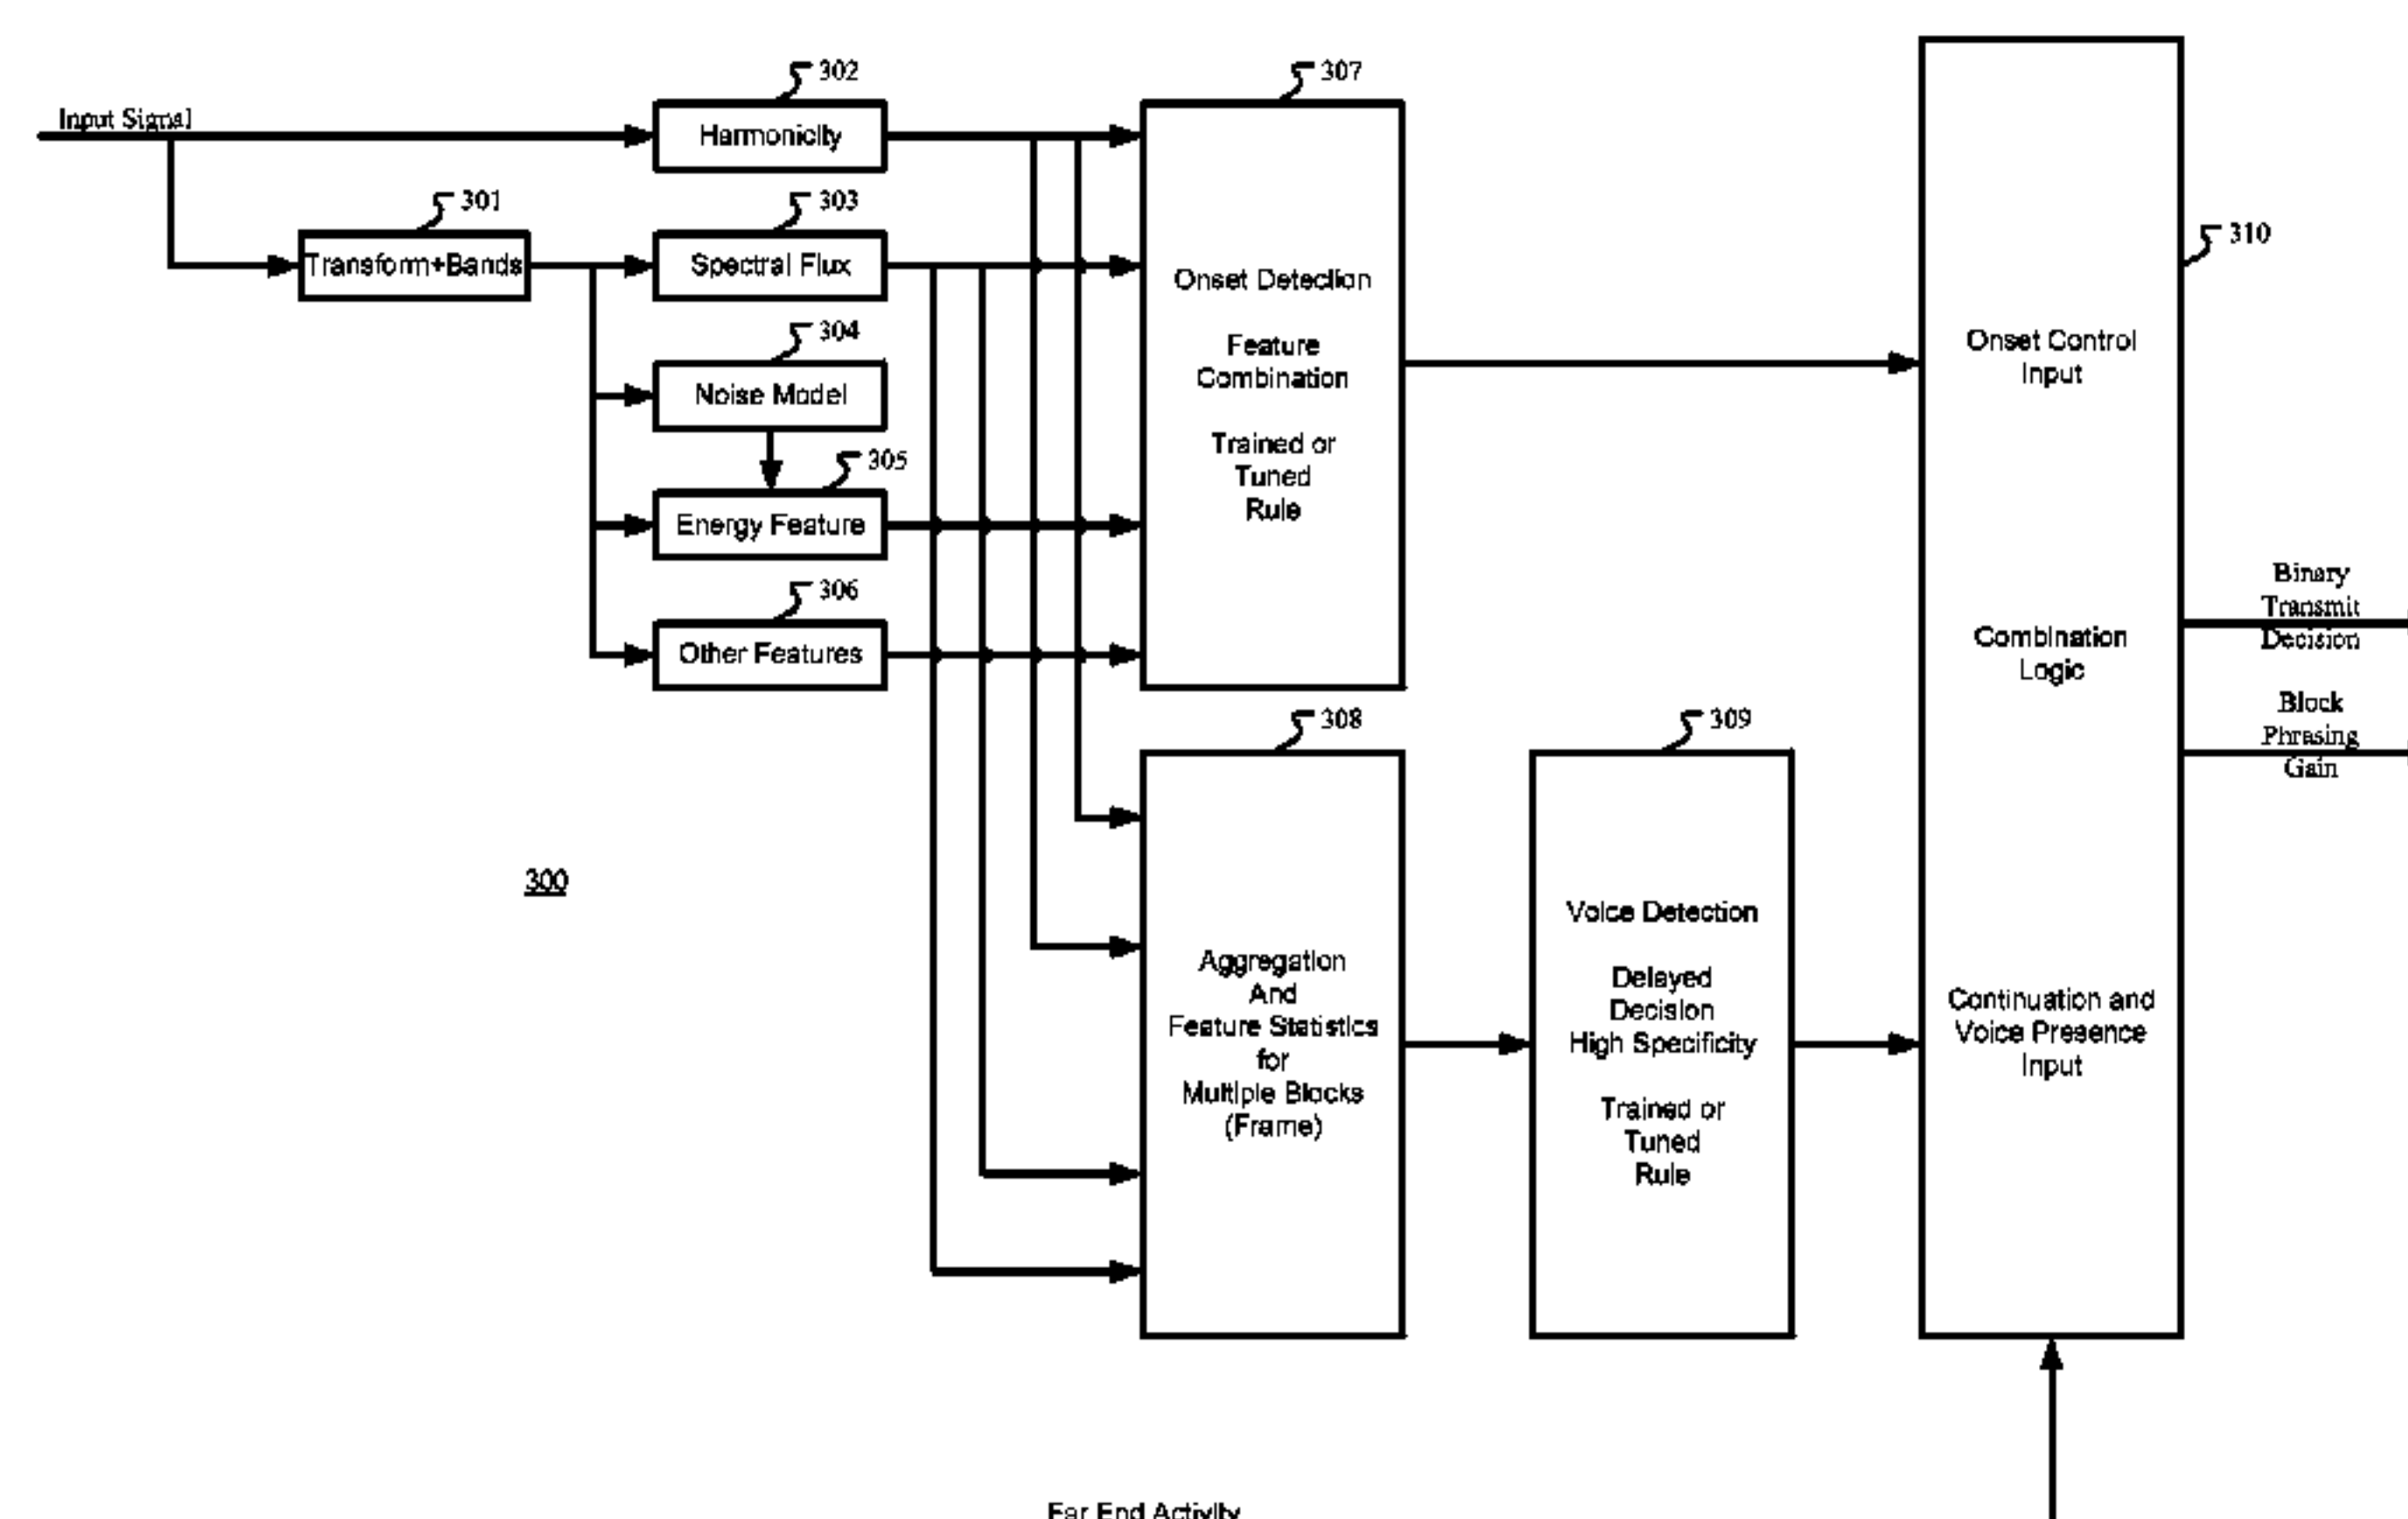 302
307
Input Signal
Harmonicity
301
303
310
Transform+Bands
Spectral Flux
Onset Detection
Feature
Combination
Trained or
Tuned
Rule
304
Noise Model
305
Energy Feature
306
Other Features
Onset Control
Input
Combination
Logic
Continuation and
Voice Presence
Input
Binary
Transmit
Decision
Block
Phrasing
Gain
308
309
Aggregation
And
Feature Statistics
for
Multiple Blocks
(Frame)
Voice Detection
Delayed
Decision
High Specificity
Trained or
Tuned
Rule
300
Far End Activity